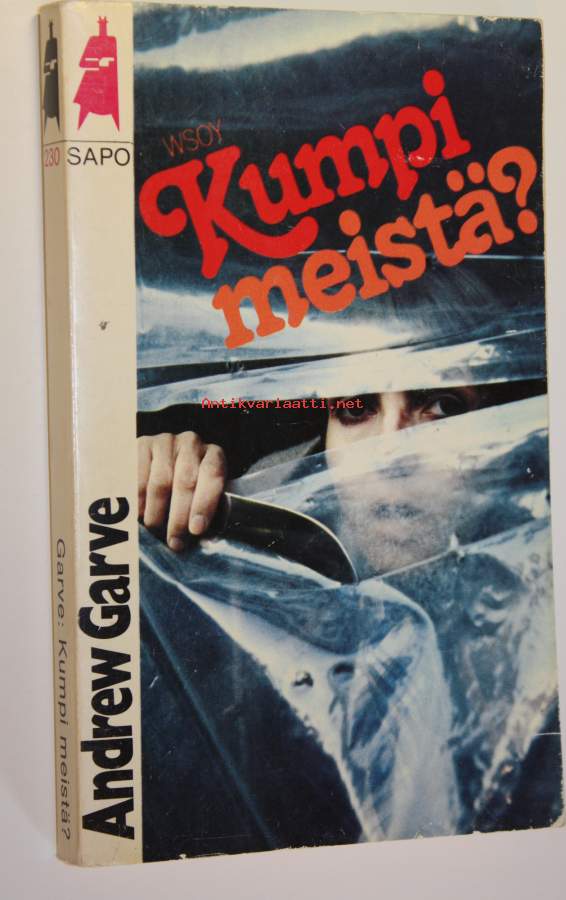 230
SAPO
WSOY
Kumpi
meistä?
Antikvariaatti.net
Andrew Garve
Garve: Kumpi meistä?